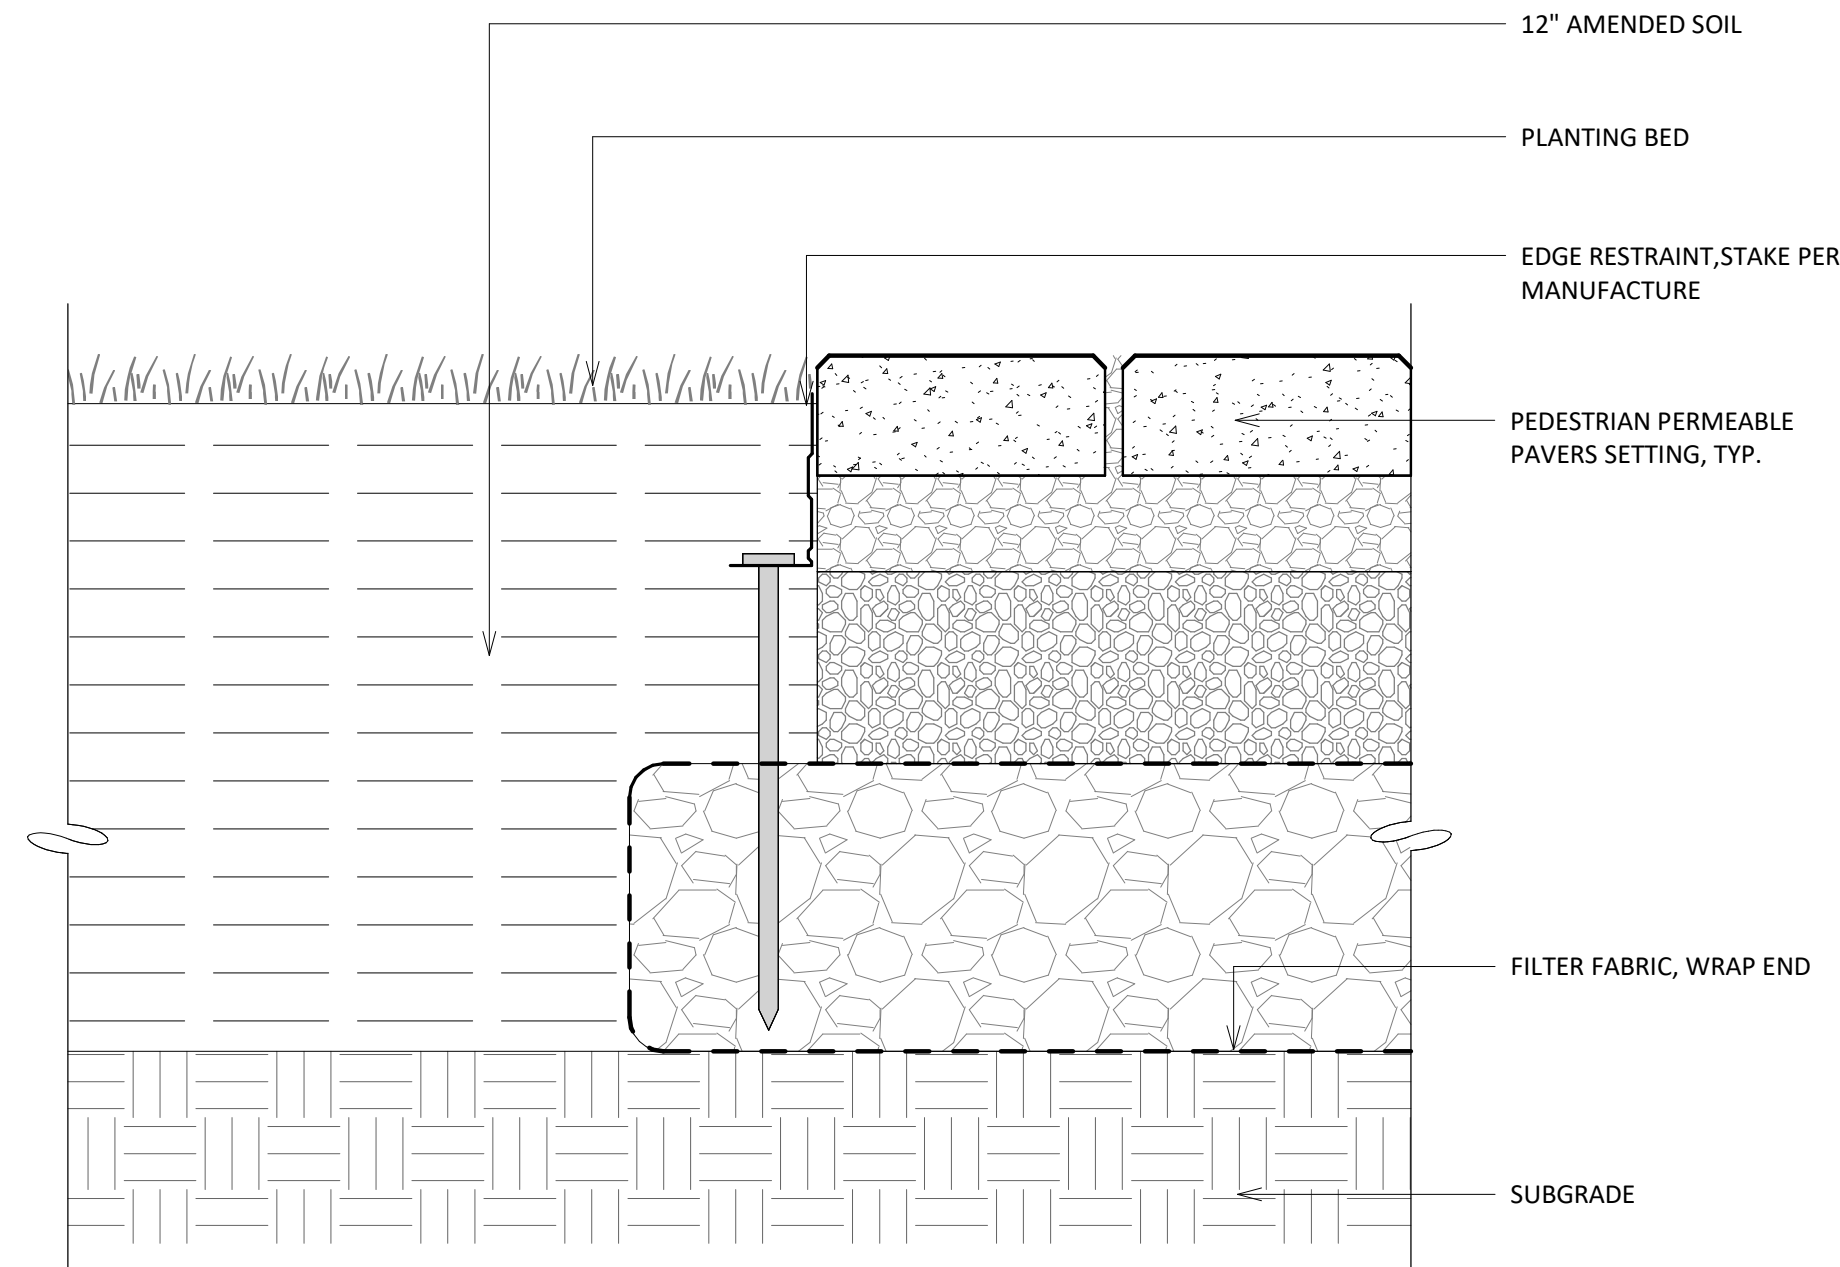 12" AMENDED SOIL
PLANTING BED
EDGE RESTRAINT,STAKE PER
MANUFACTURE
PEDESTRIAN PERMEABLE
PAVERS SETTING, TYP.
FILTER FABRIC, WRAP END
SUBGRADE